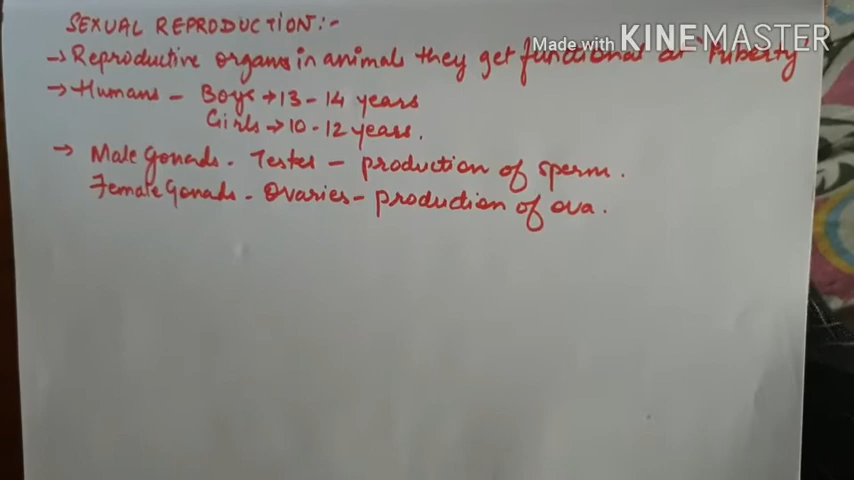 SEXUAL REPRODUCTION:-
Made with KINEMASTER
→ Reproductive organs in animals they get functional at Puberty
→ Humans - Boys → 13 - 14 years
Girls → 10 - 12 years.
→ Male Gonads - Testes - production of sperm.
Female Gonads - Ovaries - production of ova.